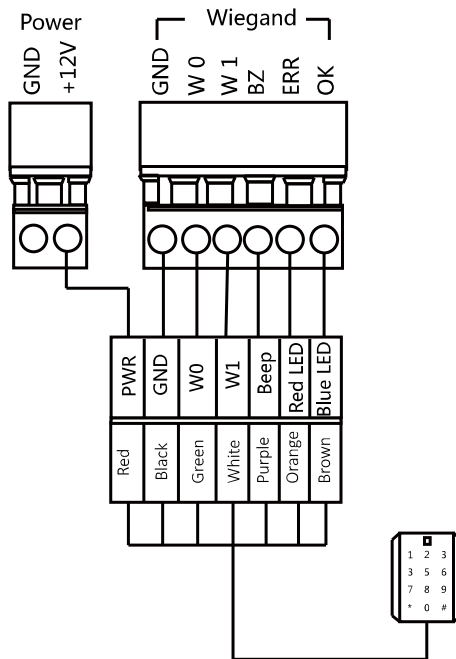 Power
Wiegand
GND
+12V
GND
W 0
W 1
BZ
ERR
OK
PWR
GND
W0
W1
Beep
Red LED
Blue LED
Red
Black
Green
White
Purple
Orange
Brown
1 2 3
3 5 6
7 8 9
* 0 #